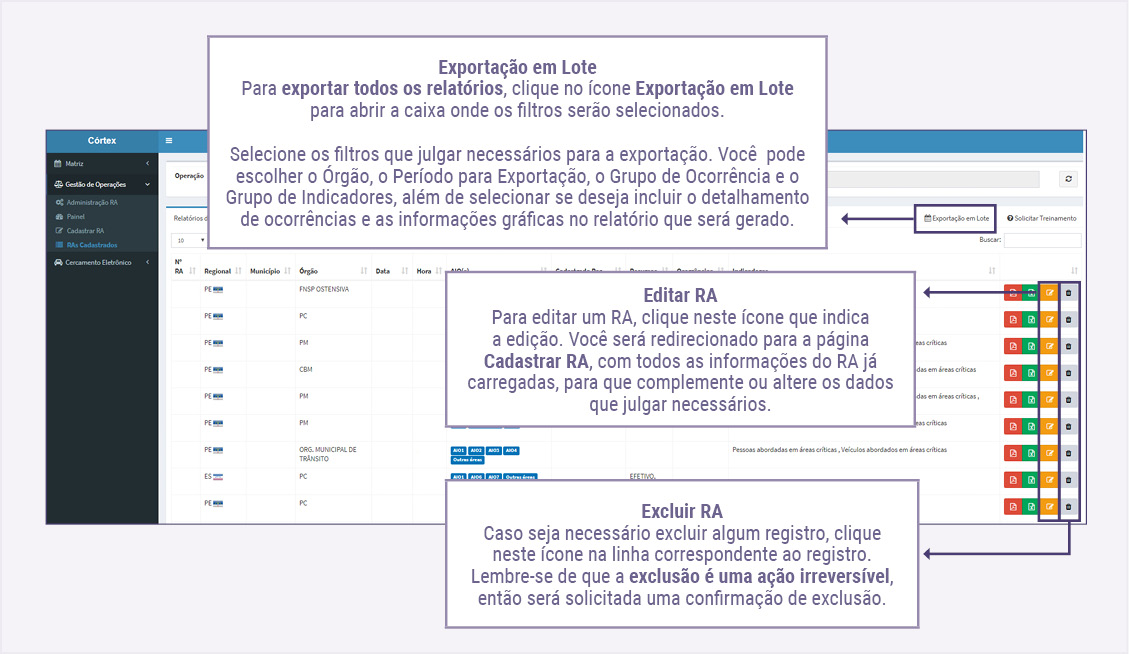 Exportação em Lote
Para exportar todos os relatórios, clique no ícone Exportação em Lote
para abrir a caixa onde os filtros serão selecionados.
Selecione os filtros que julgar necessários para a exportação. Você pode
escolher o Órgão, o Período para Exportação, o Grupo de Ocorrência e o
Grupo de Indicadores, além de selecionar se deseja incluir o detalhamento
de ocorrências e as informações gráficas no relatório que será gerado.
Córtex
Matriz
Gestão de Operações
Administração RA
Painel
Cadastrar RA
RAs Cadastrados
Cercamento Eletrônico
Operação
Relatórios d
Exportação em Lote
Solicitar Treinamento
10
Buscar:
Nº RA Regional Município Órgão Data Hora
PE FNSP OSTENSIVA
PE PC
PE PM
PE CBM
PE PM
PE PM
PE ORG. MUNICIPAL DE TRÂNSITO AIO1 AIO2 AIO3 AIO4 Outras áreas Pessoas abordadas em áreas críticas , Veículos abordados em áreas críticas
ES PC AIO1 AIO6 AIO7 Outras áreas EFETIVO,
PE PC
eas críticas
das em áreas críticas
das em áreas críticas ,
eas críticas
Editar RA
Para editar um RA, clique neste ícone que indica
a edição. Você será redirecionado para a página
Cadastrar RA, com todos as informações do RA já
carregadas, para que complemente ou altere os dados
que julgar necessários.
Excluir RA
Caso seja necessário excluir algum registro, clique
neste ícone na linha correspondente ao registro.
Lembre-se de que a exclusão é uma ação irreversível,
então será solicitada uma confirmação de exclusão.